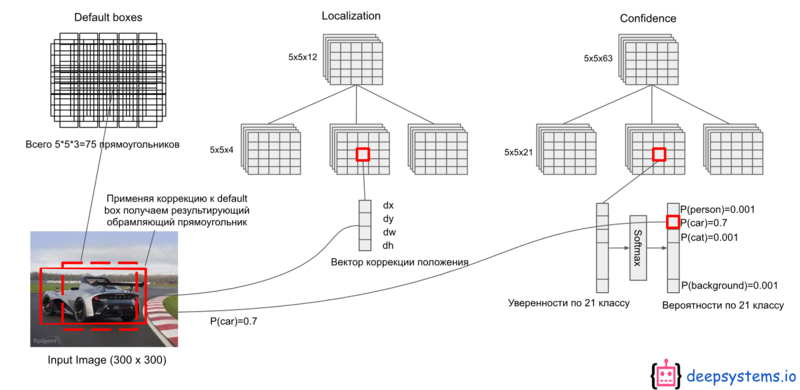 Default boxes
Localization
Confidence
5x5x12
5x5x63
Всего 5*5*3=75 прямоугольников
5x5x4
5x5x21
Применяя коррекцию к default
box получаем результирующий
обрамляющий прямоугольник
dx
dy
dw
dh
Вектор коррекции положения
Softmax
P(person)=0.001
P(car)=0.7
P(cat)=0.001
P(background)=0.001
Уверенности по 21 классу
Вероятности по 21 классу
P(car)=0.7
Input Image (300 x 300)
deepsystems.io